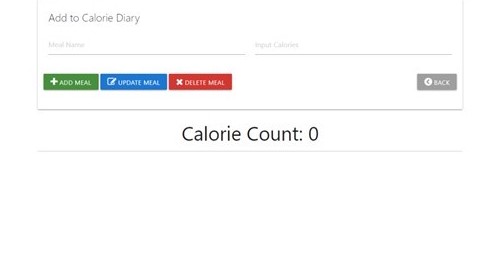 Add to Calorie Diary
Meal Name Input Calories
ADD MEAL UPDATE MEAL DELETE MEAL BACK
Calorie Count: 0